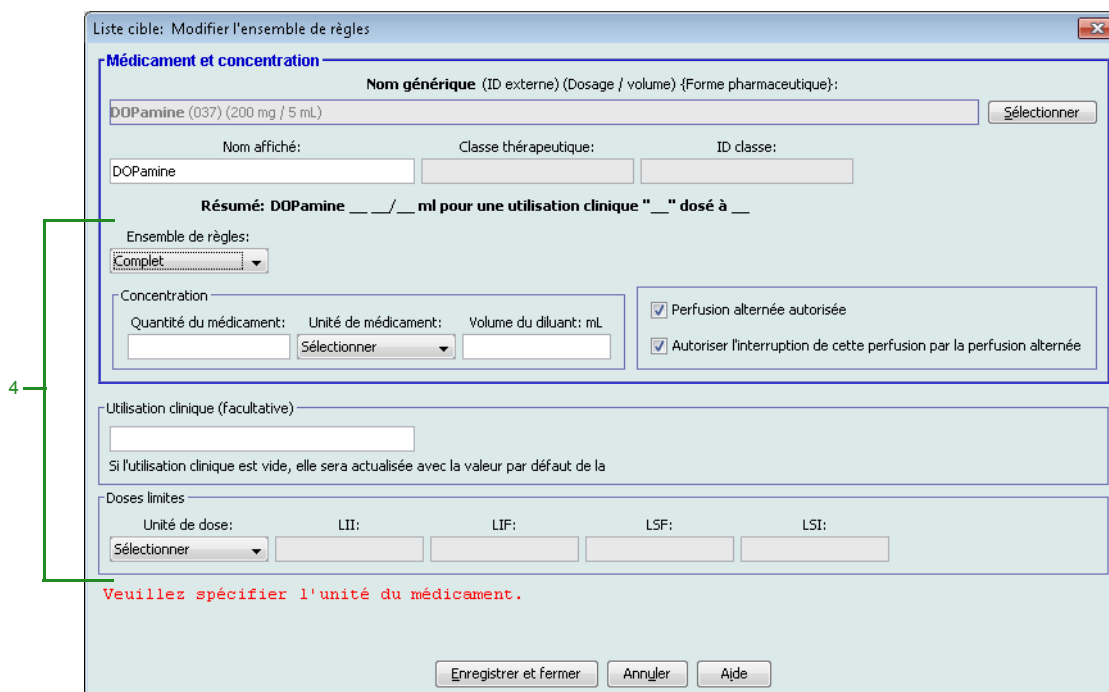 Liste cible: Modifier l'ensemble de règles
Médicament et concentration
Nom générique (ID externe) (Dosage / volume) {Forme pharmaceutique}:
DOPamine (037) (200 mg / 5 mL)
Sélectionner
Nom affiché: Classe thérapeutique: ID classe:
DOPamine
Résumé: DOPamine __ __/__ ml pour une utilisation clinique "__" dosé à __
Ensemble de règles:
Complet
Concentration
Quantité du médicament: Unité de médicament: Volume du diluant: mL
Sélectionner
Perfusion alternée autorisée
Autoriser l'interruption de cette perfusion par la perfusion alternée
4
Utilisation clinique (facultative)
Si l'utilisation clinique est vide, elle sera actualisée avec la valeur par défaut de la
Doses limites
Unité de dose: LII: LIF: LSF: LSI:
Sélectionner
Veuillez spécifier l'unité du médicament.
Enregistrer et fermer Annuler Aide